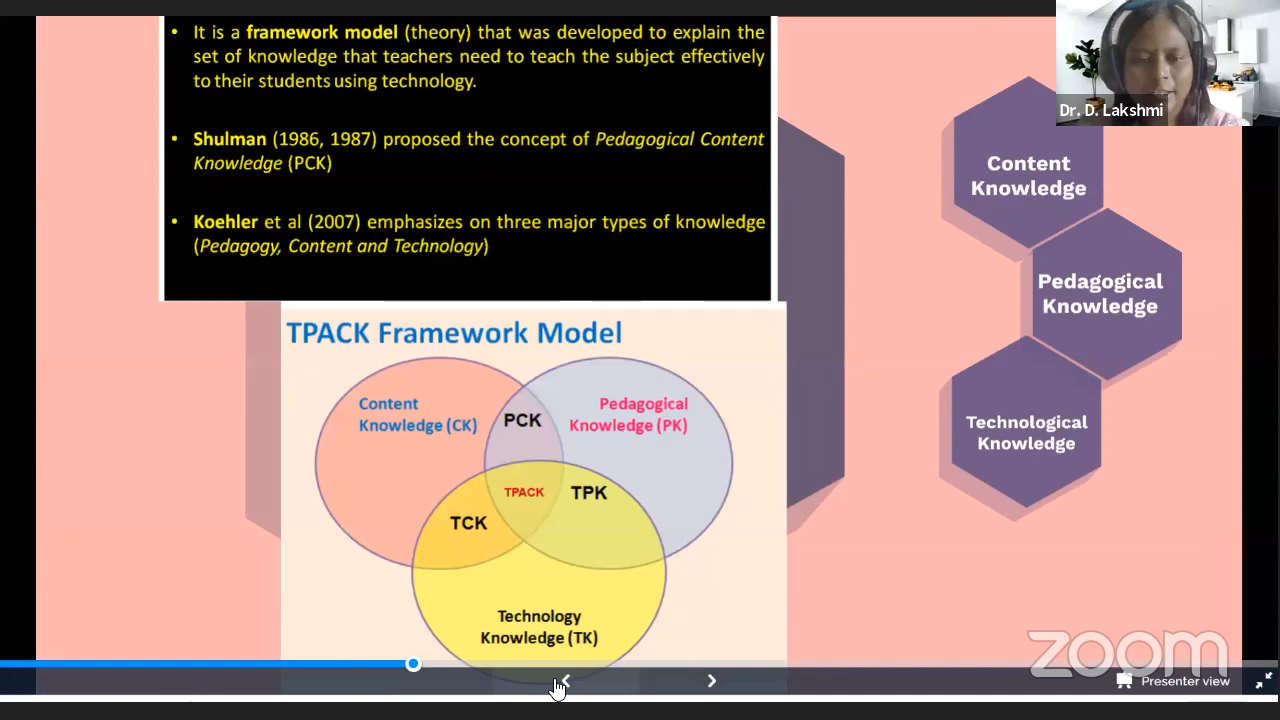 • It is a framework model (theory) that was developed to explain the
set of knowledge that teachers need to teach the subject effectively
to their students using technology.
• Shulman (1986, 1987) proposed the concept of Pedagogical Content
Knowledge (PCK)
• Koehler et al (2007) emphasizes on three major types of knowledge
(Pedagogy, Content and Technology)
Dr. D. Lakshmi
Content
Knowledge
Pedagogical
Knowledge
Technological
Knowledge
TPACK Framework Model
Content
Knowledge (CK)
PCK
Pedagogical
Knowledge (PK)
TPACK
TPK
TCK
Technology
Knowledge (TK)
zoom
Presenter view